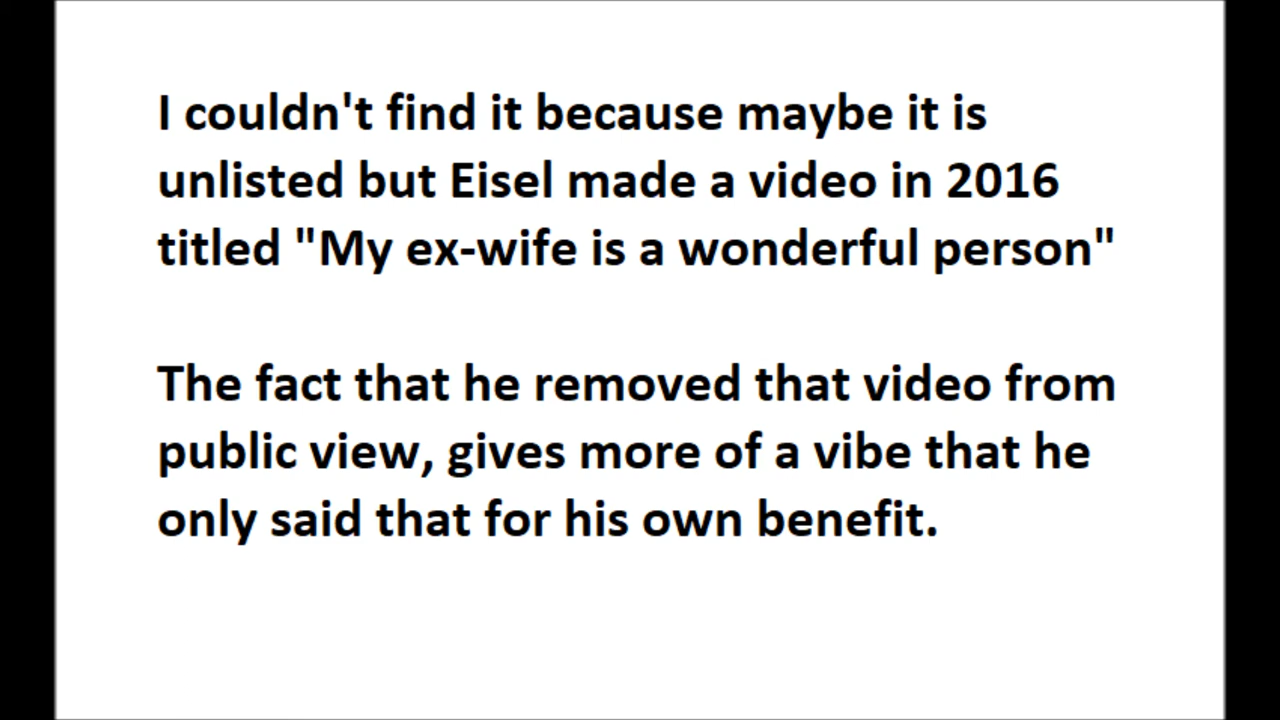 I couldn't find it because maybe it is
unlisted but Eisel made a video in 2016
titled "My ex-wife is a wonderful person"
The fact that he removed that video from
public view, gives more of a vibe that he
only said that for his own benefit.